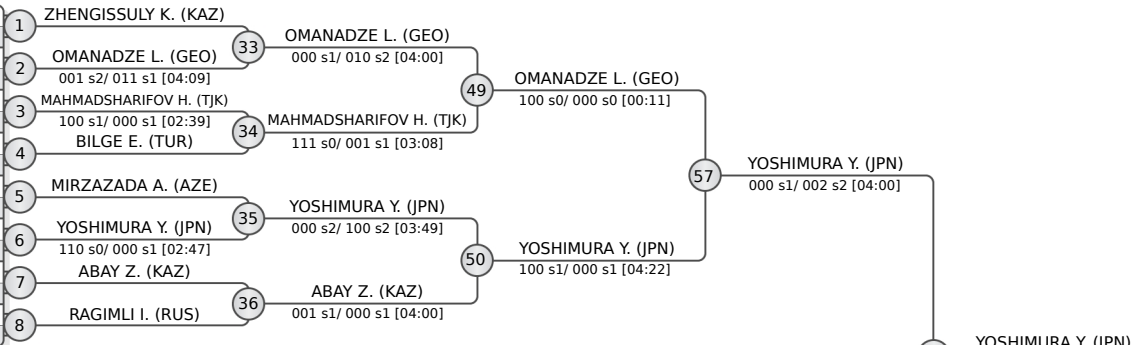 1 ZHENGISSULY K. (KAZ)
2 OMANADZE L. (GEO)
001 s2/ 011 s1 [04:09]
3 MAHMADSHARIFOV H. (TJK)
100 s1/ 000 s1 [02:39]
4 BILGE E. (TUR)
5 MIRZAZADA A. (AZE)
6 YOSHIMURA Y. (JPN)
110 s0/ 000 s1 [02:47]
7 ABAY Z. (KAZ)
8 RAGIMLI I. (RUS)
33 OMANADZE L. (GEO)
000 s1/ 010 s2 [04:00]
34 MAHMADSHARIFOV H. (TJK)
111 s0/ 001 s1 [03:08]
35 YOSHIMURA Y. (JPN)
000 s2/ 100 s2 [03:49]
36 ABAY Z. (KAZ)
001 s1/ 000 s1 [04:00]
49 OMANADZE L. (GEO)
100 s0/ 000 s0 [00:11]
50 YOSHIMURA Y. (JPN)
100 s1/ 000 s1 [04:22]
57 YOSHIMURA Y. (JPN)
000 s1/ 002 s2 [04:00]
YOSHIMURA Y. (JPN)